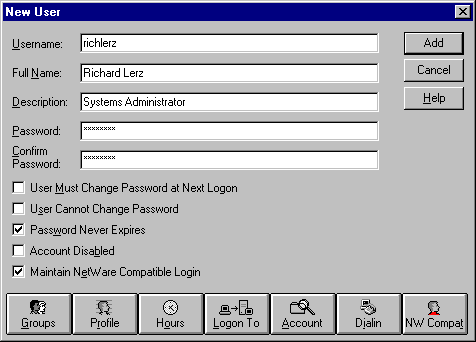 New User
Username: richlerz
Add
Full Name: Richard Lerz
Cancel
Description: Systems Administrator
Help
Password: ********
Confirm
Password: ********
User Must Change Password at Next Logon
User Cannot Change Password
Password Never Expires
Account Disabled
Maintain NetWare Compatible Login
Groups Profile Hours Logon To Account Dialin NW Compat